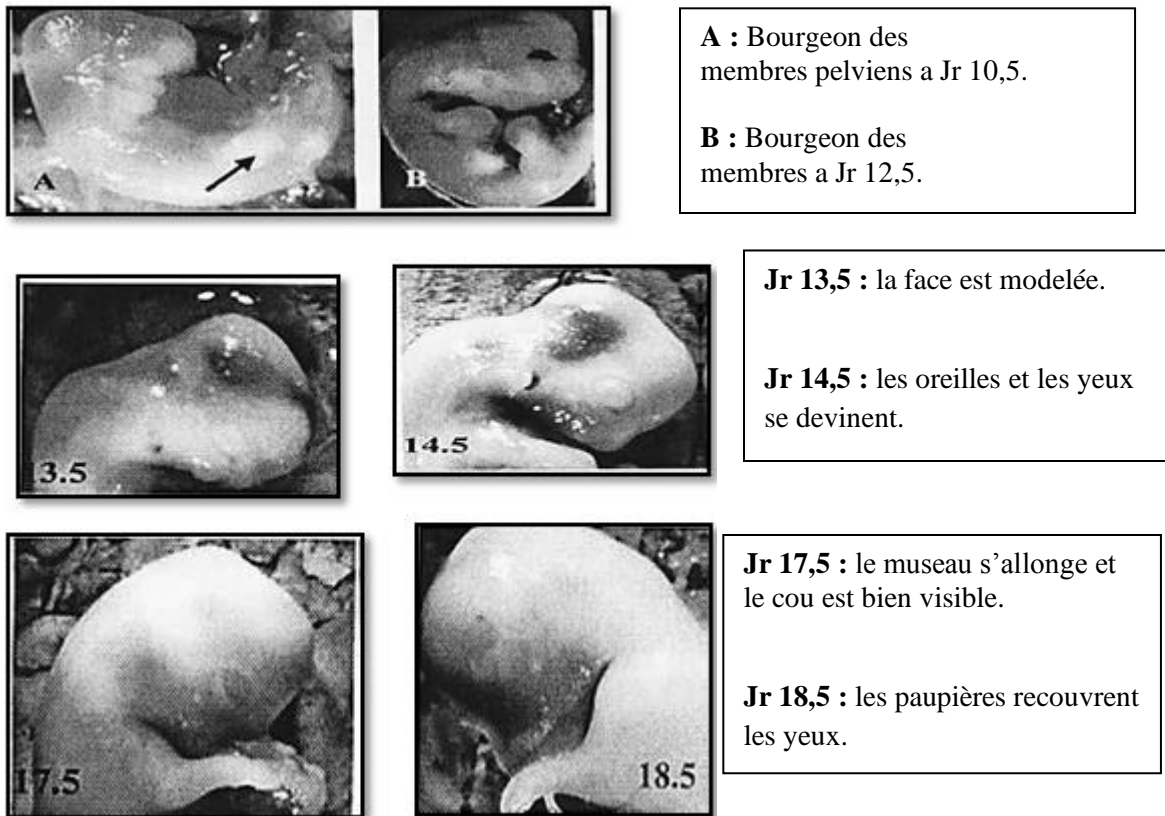 A
B
A : Bourgeon des
membres pelviens a Jr 10,5.
B : Bourgeon des
membres a Jr 12,5.
13.5
14.5
Jr 13,5 : la face est modelée.
Jr 14,5 : les oreilles et les yeux
se devinent.
17.5
18.5
Jr 17,5 : le museau s’allonge et
le cou est bien visible.
Jr 18,5 : les paupières recouvrent
les yeux.